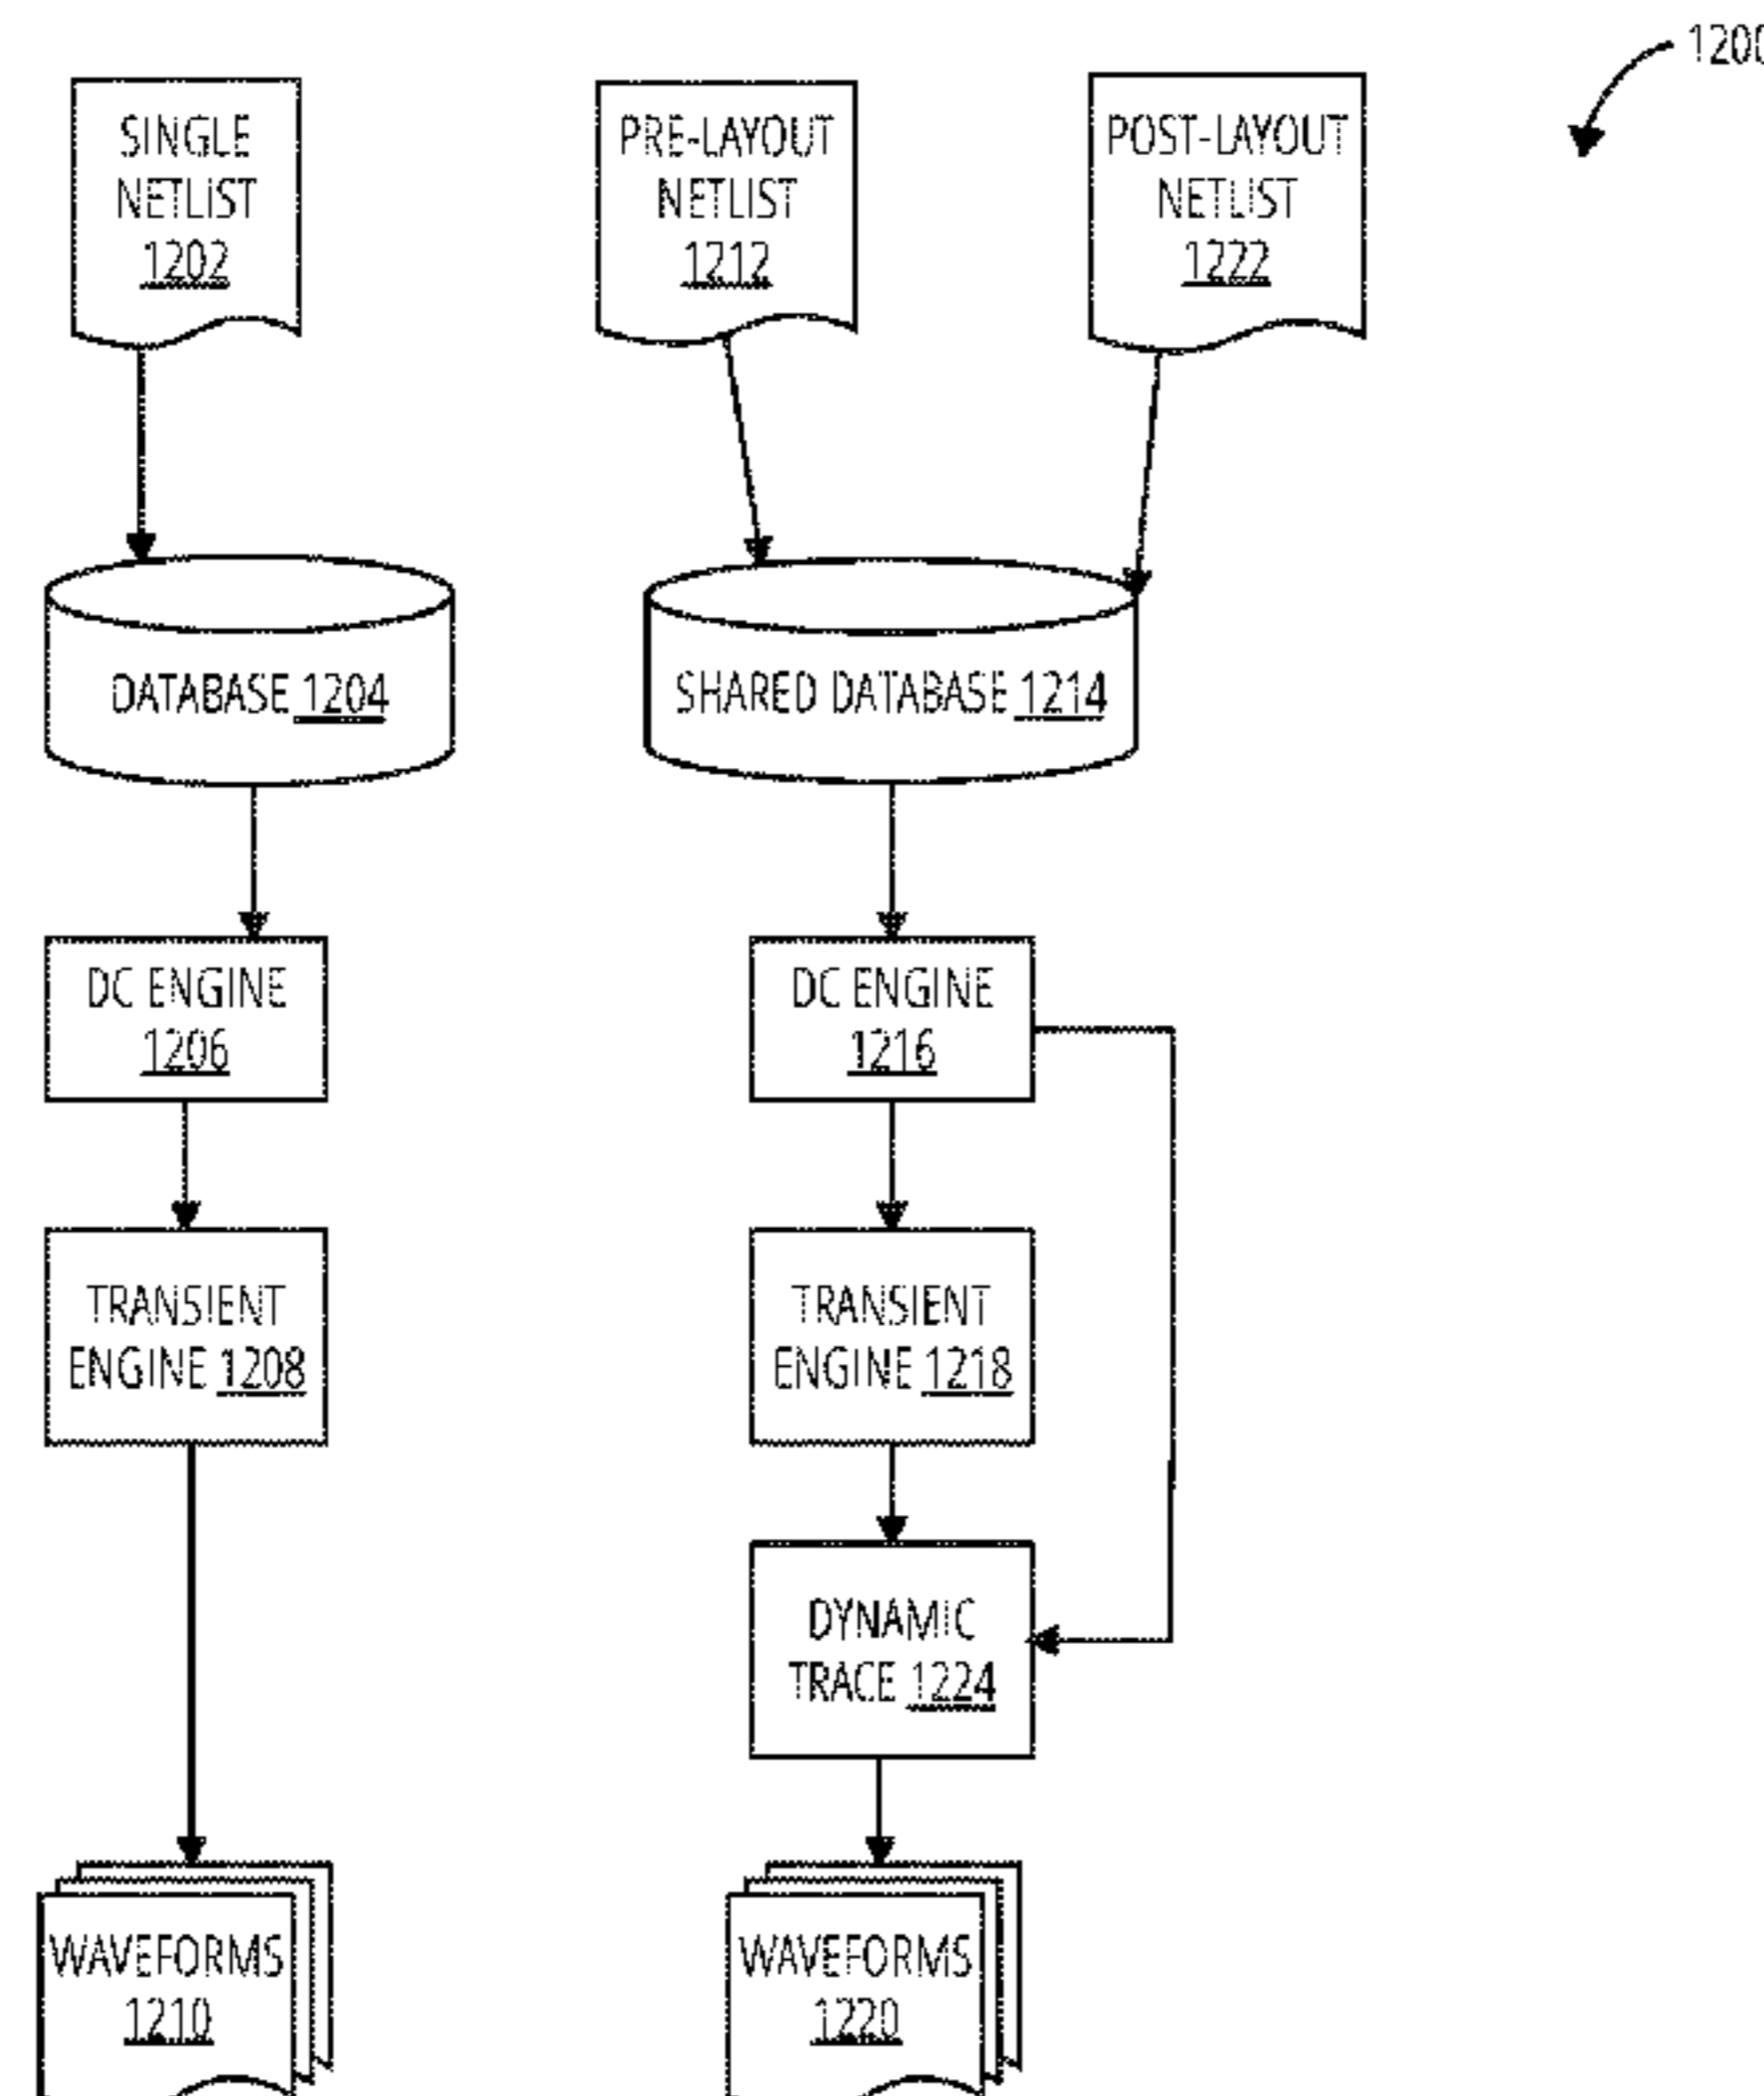 1200
SINGLE
NETLIST
1202
PRE-LAYOUT
NETLIST
1212
POST-LAYOUT
NETLIST
1222
DATABASE 1204
SHARED DATABASE 1214
DC ENGINE
1206
DC ENGINE
1216
TRANSIENT
ENGINE 1208
TRANSIENT
ENGINE 1218
DYNAMIC
TRACE 1224
WAVEFORMS
1210
WAVEFORMS
1220